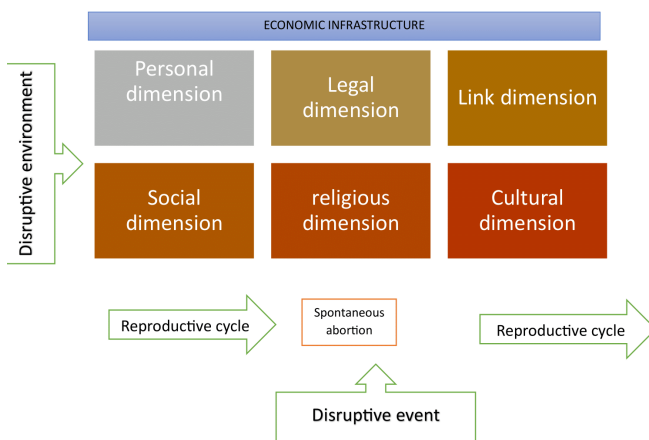 ECONOMIC INFRASTRUCTURE
Disruptive environment
Personal
dimension
Legal
dimension
Link dimension
Social
dimension
religious
dimension
Cultural
dimension
Reproductive cycle
Spontaneous
abortion
Reproductive cycle
Disruptive event